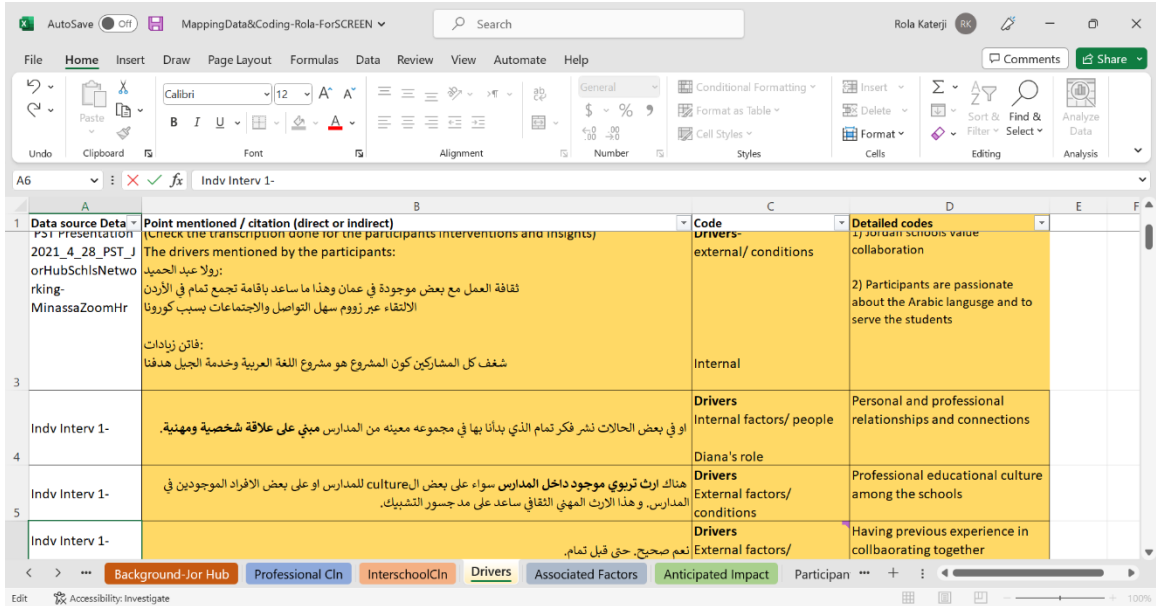 AutoSave Off MappingData&Coding-Rola-ForSCREEN Search Rola Katerji RK
File Home Insert Draw Page Layout Formulas Data Review View Automate Help Comments Share
Calibri 12 A^ A˅ ab General Conditional Formatting Insert
Paste B I U A $ % Format as Table Delete Sort & Find & Analyze
Cell Styles Format Filter Select Data
Undo Clipboard Font Alignment Number Styles Cells Editing Analysis
A6 fx Indv Interv 1-
A B C D E F
1 Data source Deta Point mentioned / citation (direct or indirect) Code Detailed codes
PST Presentation
2021_4_28_PST_J
orHubSchlsNetwo
rking-
MinassaZoomHr
(Check the transcription done for the participants interventions and insights)
The drivers mentioned by the participants:
رولا عبد الحميد:
ثقافة العمل مع بعض موجودة في عمان وهذا ما ساعد باقامة تجمع تمام في الأردن
الالتقاء عبر زووم سهل التواصل والاجتماعات بسبب كورونا
فاتن زيادات:
شغف كل المشاركين كون المشروع هو مشروع اللغة العربية وخدمة الجيل هدفنا
Drivers-
external/ conditions
Internal
1) Jordan schools value
collaboration
2) Participants are passionate
about the Arabic langusge and to
serve the students
3
Indv Interv 1-
او في بعض الحالات نشر فكر تمام الذي بدأنا بها في مجموعه معينه من المدارس مبني على علاقة شخصية ومهنية.
Drivers
Internal factors/ people
Diana's role
Personal and professional
relationships and connections
4
Indv Interv 1-
هناك ارث تربوي موجود داخل المدارس سواء على بعض الculture للمدارس او على بعض الافراد الموجودين في
المدارس. و هذا الارث المهني الثقافي ساعد على مد جسور التشبيك.
Drivers
External factors/
conditions
Professional educational culture
among the schools
5
Indv Interv 1-
نعم صحيح. حتى قبل تمام.
Drivers
External factors/
Having previous experience in
collbaorating together
Background-Jor Hub Professional Cln InterschoolCln Drivers Associated Factors Anticipated Impact Participan
Edit Accessibility: Investigate 100%